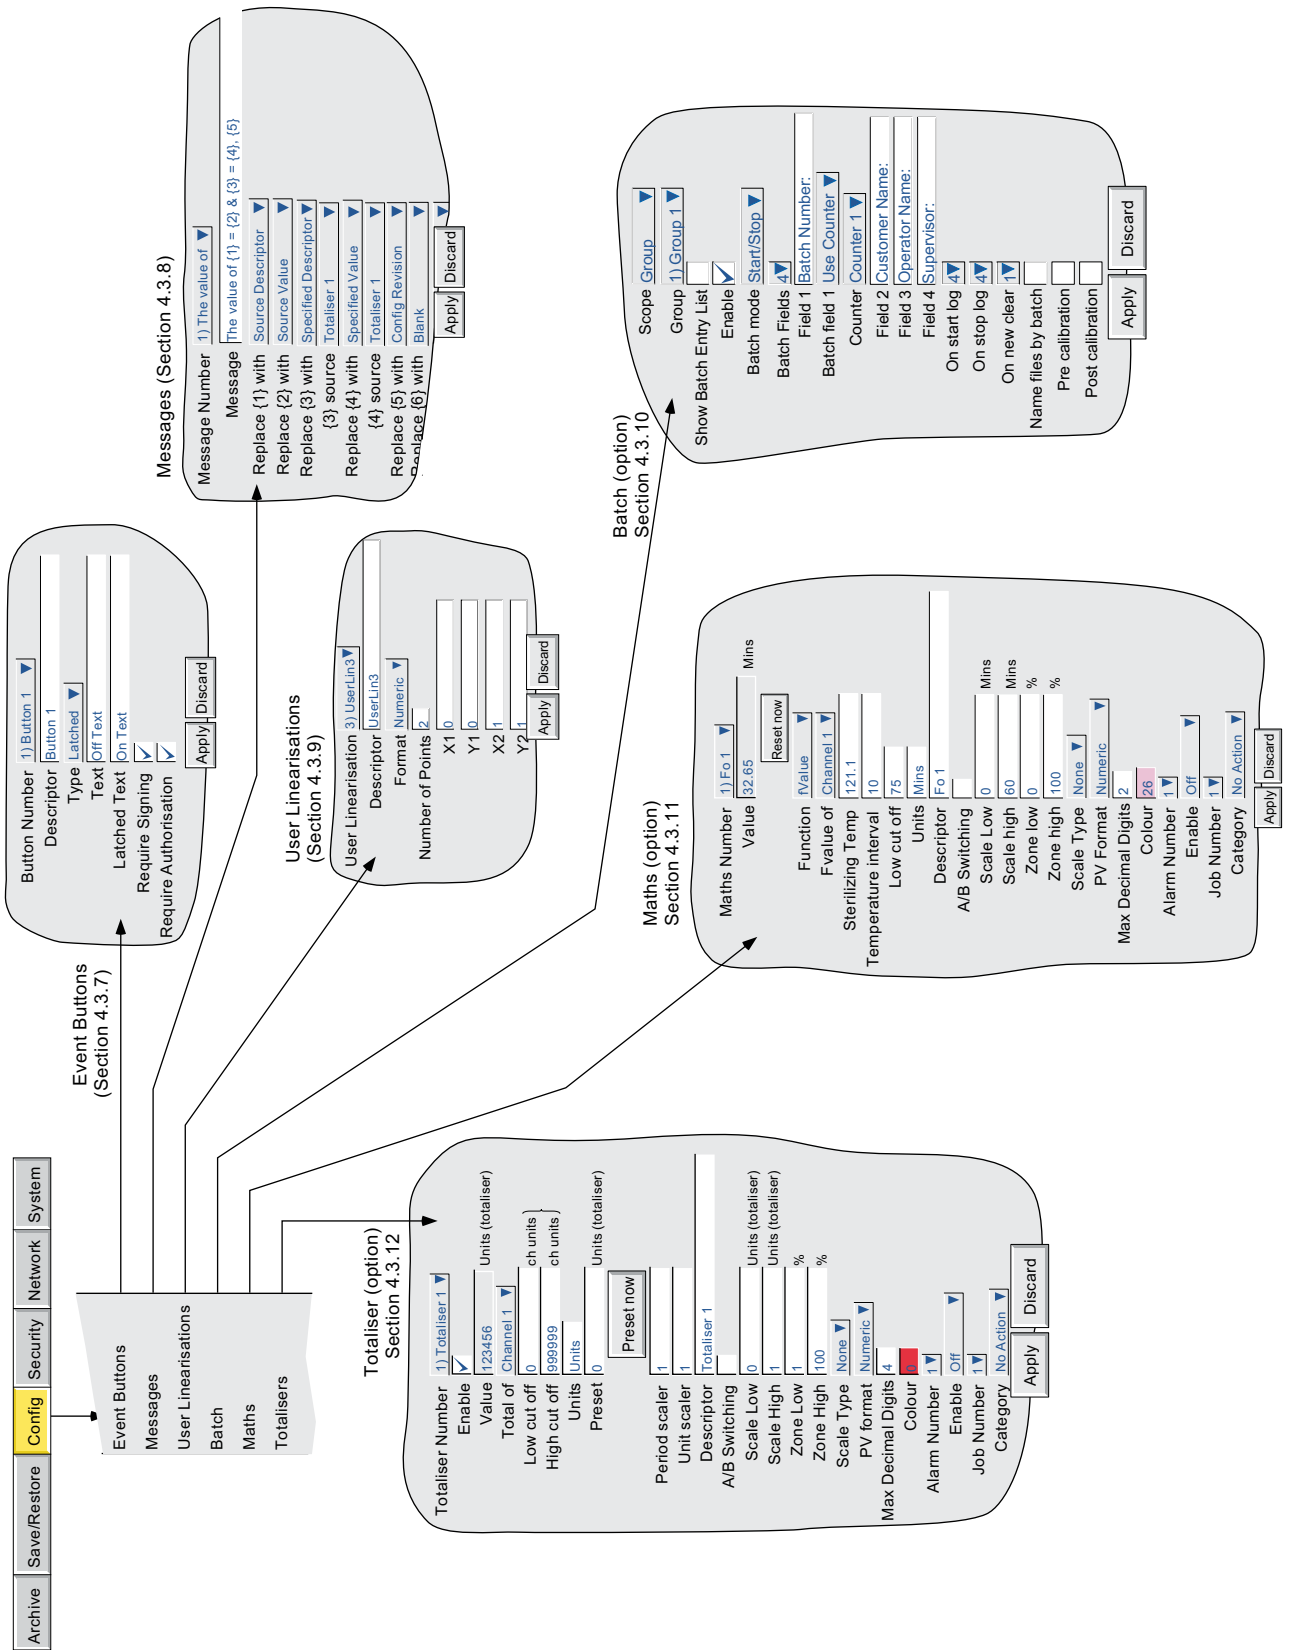 Archive Save/Restore Config Security Network System
Event Buttons
Messages
User Linearisations
Batch
Maths
Totalisers
Event Buttons
(Section 4.3.7)
Button Number 1) Button 1
Descriptor Button 1
Type Latched
Text Off Text
Latched Text On Text
Require Signing
Require Authorisation
Apply Discard
Messages (Section 4.3.8)
Message Number 1) The value of
Message The value of {1} = {2} & {3} = {4}, {5}
Replace {1} with Source Descriptor
Replace {2} with Source Value
Replace {3} with Specified Descriptor
{3} source Totaliser 1
Replace {4} with Specified Value
{4} source Totaliser 1
Replace {5} with Config Revision
Replace {6} with Blank
Apply Discard
User Linearisations
(Section 4.3.9)
User Linearisation 3) UserLin3
Descriptor UserLin3
Format Numeric
Number of Points 2
X1 0
Y1 0
X2 1
Y2 1
Apply Discard
Batch (option)
Section 4.3.10
Scope Group
Group 1) Group 1
Show Batch Entry List
Enable
Batch mode Start/Stop
Batch Fields 4
Field 1 Batch Number:
Batch field 1 Use Counter
Counter Counter 1
Field 2 Customer Name:
Field 3 Operator Name:
Field 4 Supervisor:
On start log 4
On stop log 4
On new clear 1
Name files by batch
Pre calibration
Post calibration
Apply Discard
Maths (option)
Section 4.3.11
Maths Number 1) Fo 1
Value 32.65 Mins
Reset now
Function fValue
Fvalue of Channel 1
Sterilizing Temp 121.1
Temperature interval 10
Low cut off 75
Units Mins
Descriptor Fo 1
A/B Switching
Scale Low 0 Mins
Scale high 60 Mins
Zone low 0 %
Zone high 100 %
Scale Type None
PV Format Numeric
Max Decimal Digits 2
Colour 26
Alarm Number 1
Enable Off
Job Number 1
Category No Action
Apply Discard
Totaliser (option)
Section 4.3.12
Totaliser Number 1) Totaliser 1
Enable
Value 123456 Units (totaliser)
Total of Channel 1
Low cut off 0 ch units
High cut off 999999 ch units
Units Units
Preset 0 Units (totaliser)
Preset now
Period scaler 1
Unit scaler 1
Descriptor Totaliser 1
A/B Switching
Scale Low 0 Units (totaliser)
Scale High 1 Units (totaliser)
Zone Low 1 %
Zone High 100 %
Scale Type None
PV format Numeric
Max Decimal Digits 4
Colour 0
Alarm Number 1
Enable Off
Job Number 1
Category No Action
Apply Discard